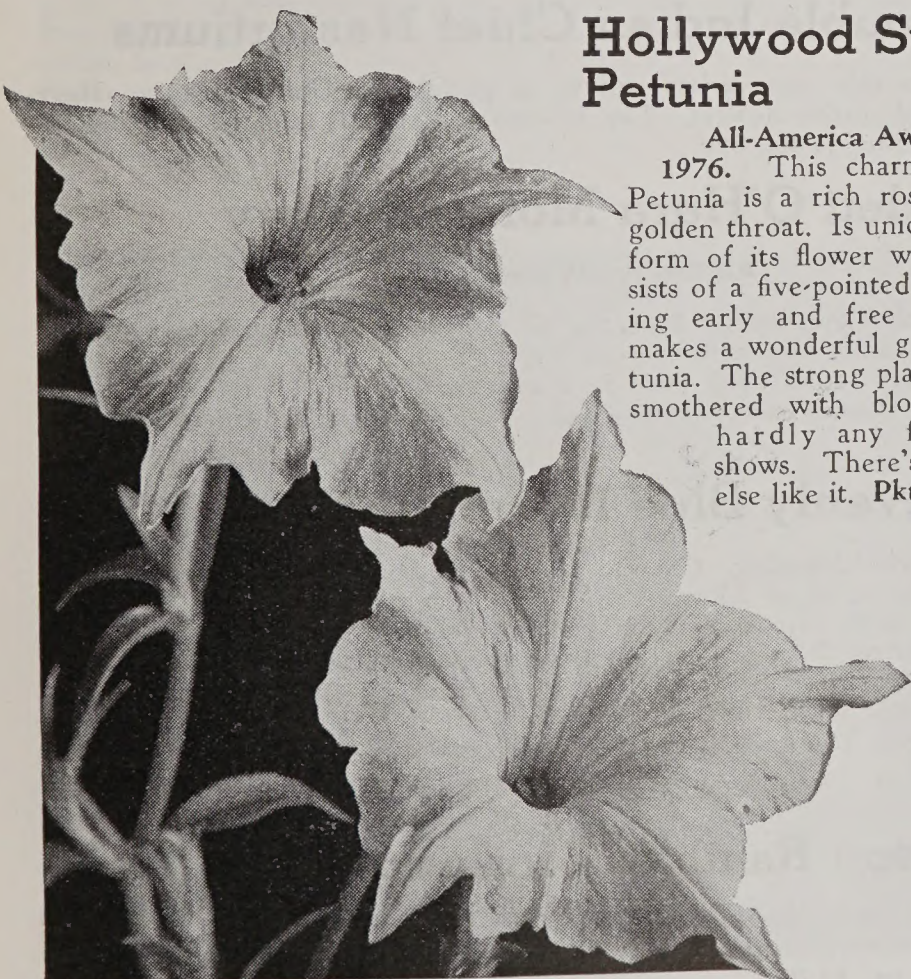 Hollywood S
Petunia
All-America Aw
1976. This charm
Petunia is a rich ros
golden throat. Is uniq
form of its flower w
sists of a five-pointed
ing early and free
makes a wonderful g
tunia. The strong pla
smothered with blo
hardly any f
shows. There's
else like it. Pkt